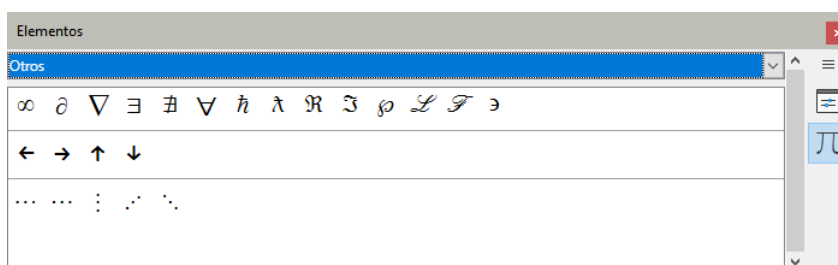 Elementos
Otros
∞ ∂ ∇ ∃ ∄ ∀ ℏ ƛ ℜ ℑ ℘ ℒ ℱ ϶
← → ↑ ↓
… ⋯ ⋮ ⋰ ⋱